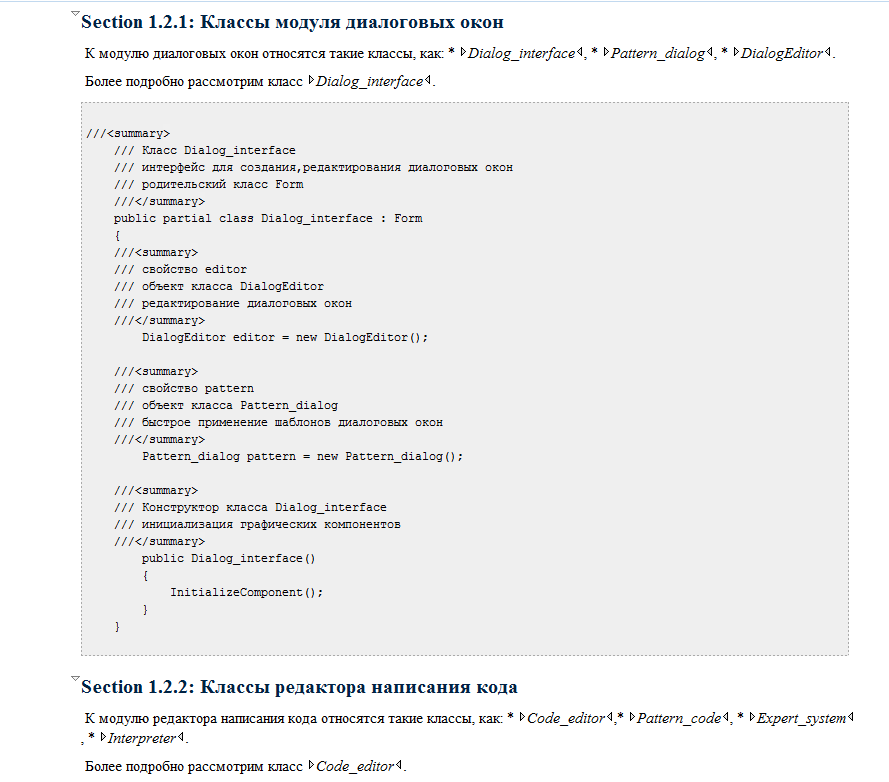 Section 1.2.1: Классы модуля диалоговых окон
К модулю диалоговых окон относятся такие классы, как: * Dialog_interface, * Pattern_dialog, * DialogEditor.
Более подробно рассмотрим класс Dialog_interface.
///<summary>
/// Класс Dialog_interface
/// интерфейс для создания,редактирования диалоговых окон
/// родительский класс Form
///</summary>
public partial class Dialog_interface : Form
{
///<summary>
/// свойство editor
/// объект класса DialogEditor
/// редактирование диалоговых окон
///</summary>
DialogEditor editor = new DialogEditor();
///<summary>
/// свойство pattern
/// объект класса Pattern_dialog
/// быстрое применение шаблонов диалоговых окон
///</summary>
Pattern_dialog pattern = new Pattern_dialog();
///<summary>
/// Конструктор класса Dialog_interface
/// инициализация графических компонентов
///</summary>
public Dialog_interface()
{
InitializeComponent();
}
}
Section 1.2.2: Классы редактора написания кода
К модулю редактора написания кода относятся такие классы, как: * Code_editor,* Pattern_code, * Expert_system
, * Interpreter.
Более подробно рассмотрим класс Code_editor.